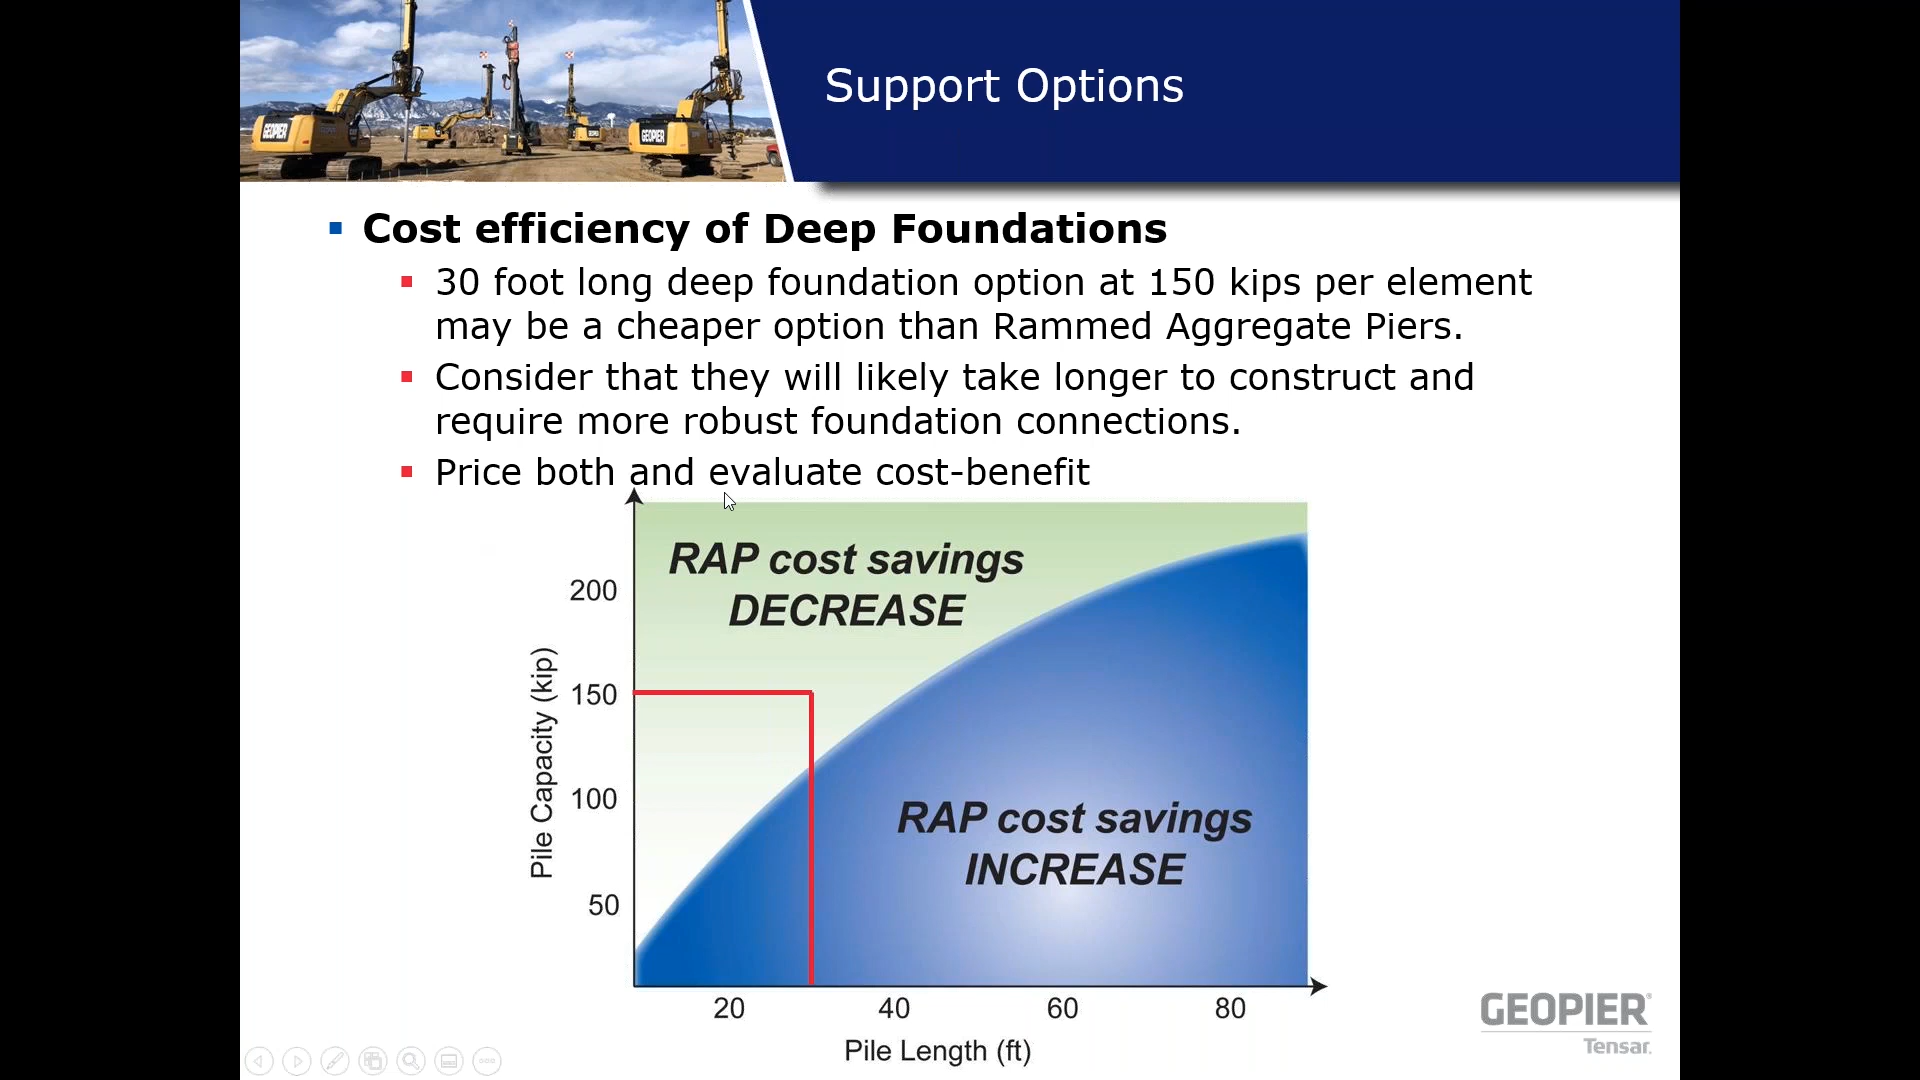 GEOPIER
GEOPIER
GEOPIER
Support Options
Cost efficiency of Deep Foundations
30 foot long deep foundation option at 150 kips per element
may be a cheaper option than Rammed Aggregate Piers.
Consider that they will likely take longer to construct and
require more robust foundation connections.
Price both and evaluate cost-benefit
RAP cost savings
DECREASE
RAP cost savings
INCREASE
Pile Capacity (kip)
200
150
100
50
20 40 60 80
Pile Length (ft)
GEOPIER®
Tensar.